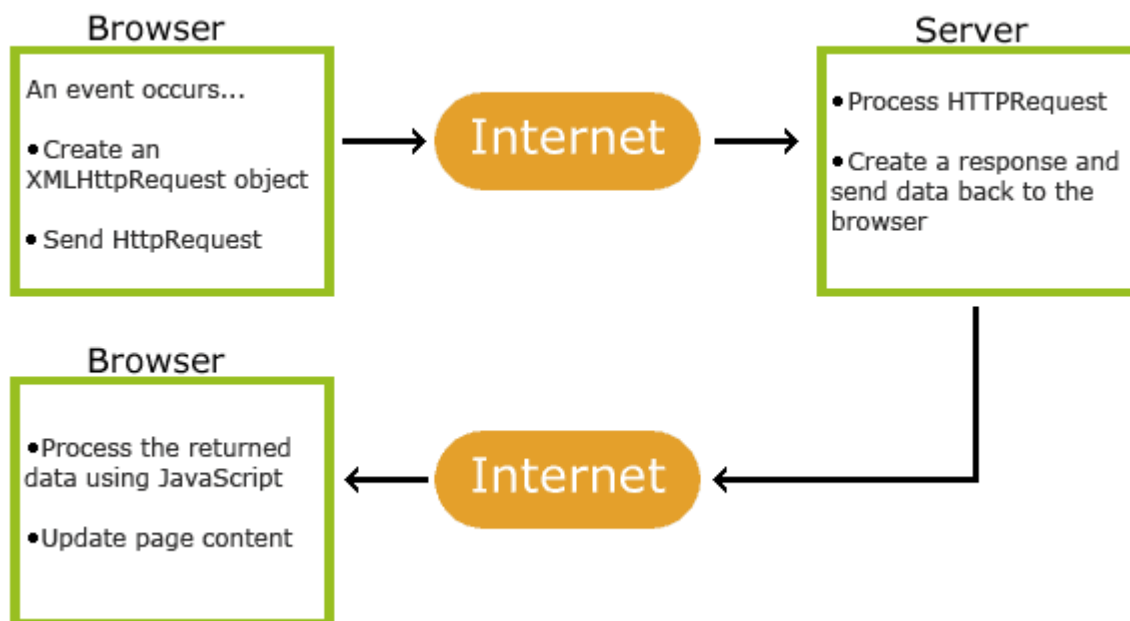 Browser
An event occurs...
•Create an
XMLHttpRequest object
• Send HttpRequest
Internet
Server
•Process HTTPRequest
•Create a response and
send data back to the
browser
Browser
•Process the returned
data using JavaScript
•Update page content
Internet